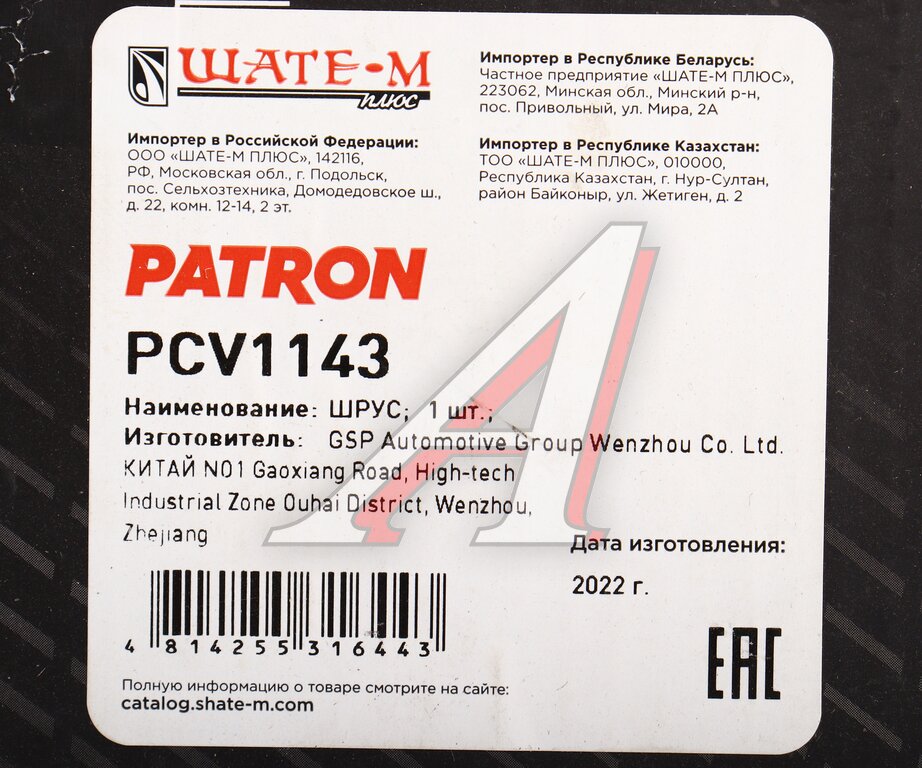 ШАТЕ-М
плюс
Импортер в Республике Беларусь:
Частное предприятие «ШАТЕ-М ПЛЮС»,
223062, Минская обл., Минский р-н,
пос. Привольный, ул. Мира, 2А
Импортер в Российской Федерации:
ООО «ШАТЕ-М ПЛЮС», 142116,
РФ, Московская обл., г. Подольск,
пос. Сельхозтехника, Домодедовское ш.,
д. 22, комн. 12-14, 2 эт.
Импортер в Республике Казахстан:
ТОО «ШАТЕ-М ПЛЮС», 010000,
Республика Казахстан, г. Нур-Султан,
район Байконыр, ул. Жетиген, д. 2
PATRON
PCV1143
Наименование: ШРУС; 1 шт.;
Изготовитель: GSP Automotive Group Wenzhou Co. Ltd.
КИТАЙ NO1 Gaoxiang Road, High-tech
Industrial Zone Ouhai District, Wenzhou,
Zhejiang
Дата изготовления:
2022 г.
4 814255 316443
EAC
Полную информацию о товаре смотрите на сайте:
catalog.shate-m.com